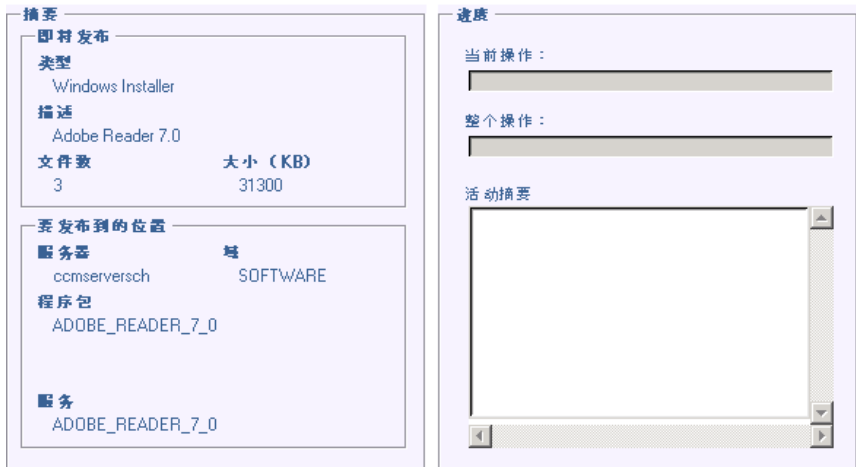 摘要
即将发布
类型
Windows Installer
描述
Adobe Reader 7.0
文件数 大小（KB)
3 31300
要发布到的位置
服务器 域
ccmserversch SOFTWARE
程序包
ADOBE_READER_7_0
服务
ADOBE_READER_7_0
进度
当前操作：
整个操作：
活动摘要